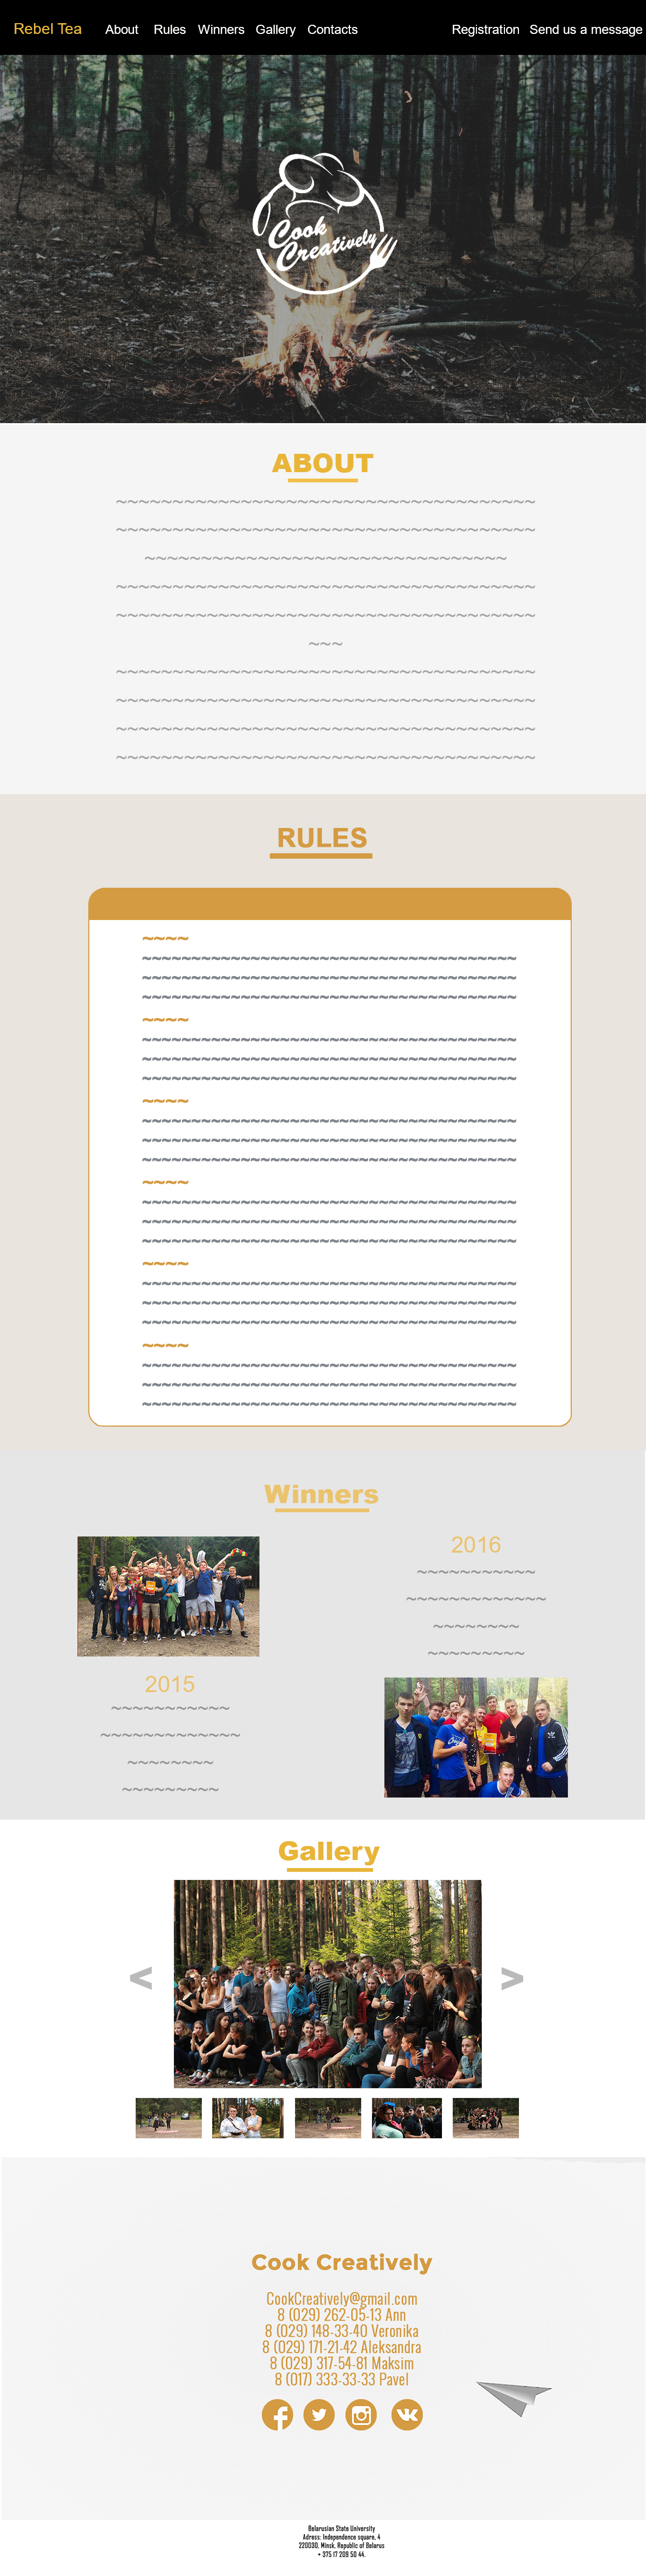 Rebel Tea About Rules Winners Gallery Contacts Registration Send us a message
Cook
Creatively
ABOUT
~~~~~~~~~~~~~~~~~~~~~~~~~~~~~~~~~~~~~
~~~~~~~~~~~~~~~~~~~~~~~~~~~~~~~~~~~~~
~~~~~~~~~~~~~~~~~~~~~~~~~~~~~~~~
~~~~~~~~~~~~~~~~~~~~~~~~~~~~~~~~~~~~~
~~~~~~~~~~~~~~~~~~~~~~~~~~~~~~~~~~~~~
~~~
~~~~~~~~~~~~~~~~~~~~~~~~~~~~~~~~~~~~~
~~~~~~~~~~~~~~~~~~~~~~~~~~~~~~~~~~~~~
~~~~~~~~~~~~~~~~~~~~~~~~~~~~~~~~~~~~~
~~~~~~~~~~~~~~~~~~~~~~~~~~~~~~~~~~~~~
RULES
~~~~
~~~~~~~~~~~~~~~~~~~~~~~~~~~~~~~~~~~~~~
~~~~~~~~~~~~~~~~~~~~~~~~~~~~~~~~~~~~~~
~~~~~~~~~~~~~~~~~~~~~~~~~~~~~~~~~~~~~~
~~~~
~~~~~~~~~~~~~~~~~~~~~~~~~~~~~~~~~~~~~~
~~~~~~~~~~~~~~~~~~~~~~~~~~~~~~~~~~~~~~
~~~~~~~~~~~~~~~~~~~~~~~~~~~~~~~~~~~~~~
~~~~
~~~~~~~~~~~~~~~~~~~~~~~~~~~~~~~~~~~~~~
~~~~~~~~~~~~~~~~~~~~~~~~~~~~~~~~~~~~~~
~~~~~~~~~~~~~~~~~~~~~~~~~~~~~~~~~~~~~~
~~~~
~~~~~~~~~~~~~~~~~~~~~~~~~~~~~~~~~~~~~~
~~~~~~~~~~~~~~~~~~~~~~~~~~~~~~~~~~~~~~
~~~~~~~~~~~~~~~~~~~~~~~~~~~~~~~~~~~~~~
~~~~
~~~~~~~~~~~~~~~~~~~~~~~~~~~~~~~~~~~~~~
~~~~~~~~~~~~~~~~~~~~~~~~~~~~~~~~~~~~~~
~~~~~~~~~~~~~~~~~~~~~~~~~~~~~~~~~~~~~~
~~~~
~~~~~~~~~~~~~~~~~~~~~~~~~~~~~~~~~~~~~~
~~~~~~~~~~~~~~~~~~~~~~~~~~~~~~~~~~~~~~
~~~~~~~~~~~~~~~~~~~~~~~~~~~~~~~~~~~~~~
Winners
2015
~~~~~~~~~~~
~~~~~~~~~~~~~
~~~~~~~~
~~~~~~~~~
2016
~~~~~~~~~~~
~~~~~~~~~~~~~
~~~~~~~~
~~~~~~~~~
Gallery
< >
Cook Creatively
CookCreatively@gmail.com
8 (029) 262-05-13 Ann
8 (029) 148-33-40 Veronika
8 (029) 171-21-42 Aleksandra
8 (029) 317-54-81 Maksim
8 (017) 333-33-33 Pavel
Belarusian State University
Adress: Independence square, 4
220030, Minsk, Republic of Belarus
+ 375 17 209 50 44.